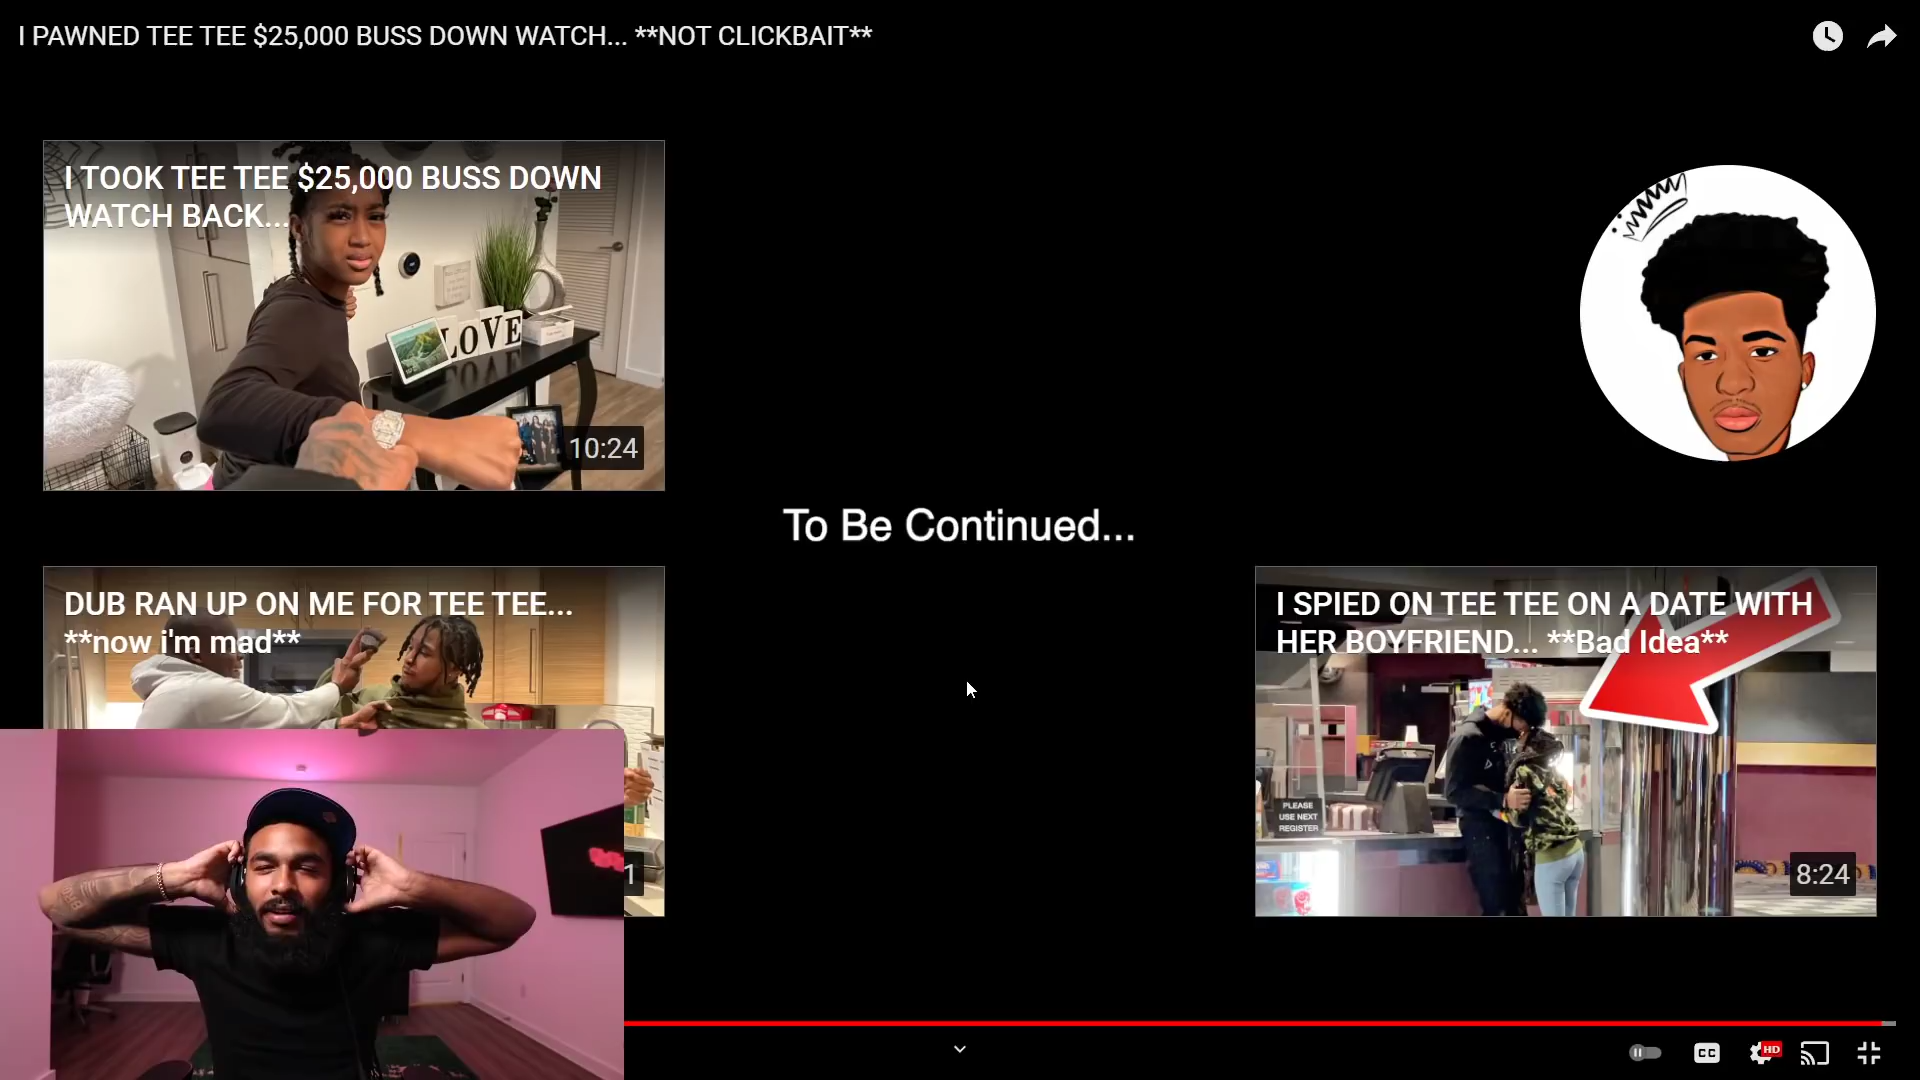 I PAWNED TEE TEE $25,000 BUSS DOWN WATCH... **NOT CLICKBAIT**
I TOOK TEE TEE $25,000 BUSS DOWN
WATCH BACK...
LOVE
10:24
To Be Continued...
DUB RAN UP ON ME FOR TEE TEE...
**now i'm mad**
1
I SPIED ON TEE TEE ON A DATE WITH
HER BOYFRIEND... **Bad Idea**
PLEASE
USE NEXT
REGISTER
8:24
CC
HD